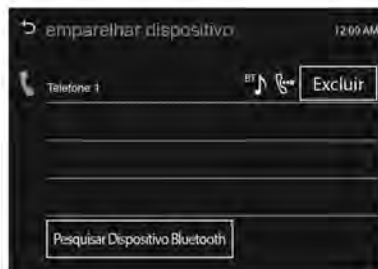 emparelhar dispositivo 12:00 AM
Telefone 1 BT Excluir
Pesquisar Dispositivo Bluetooth